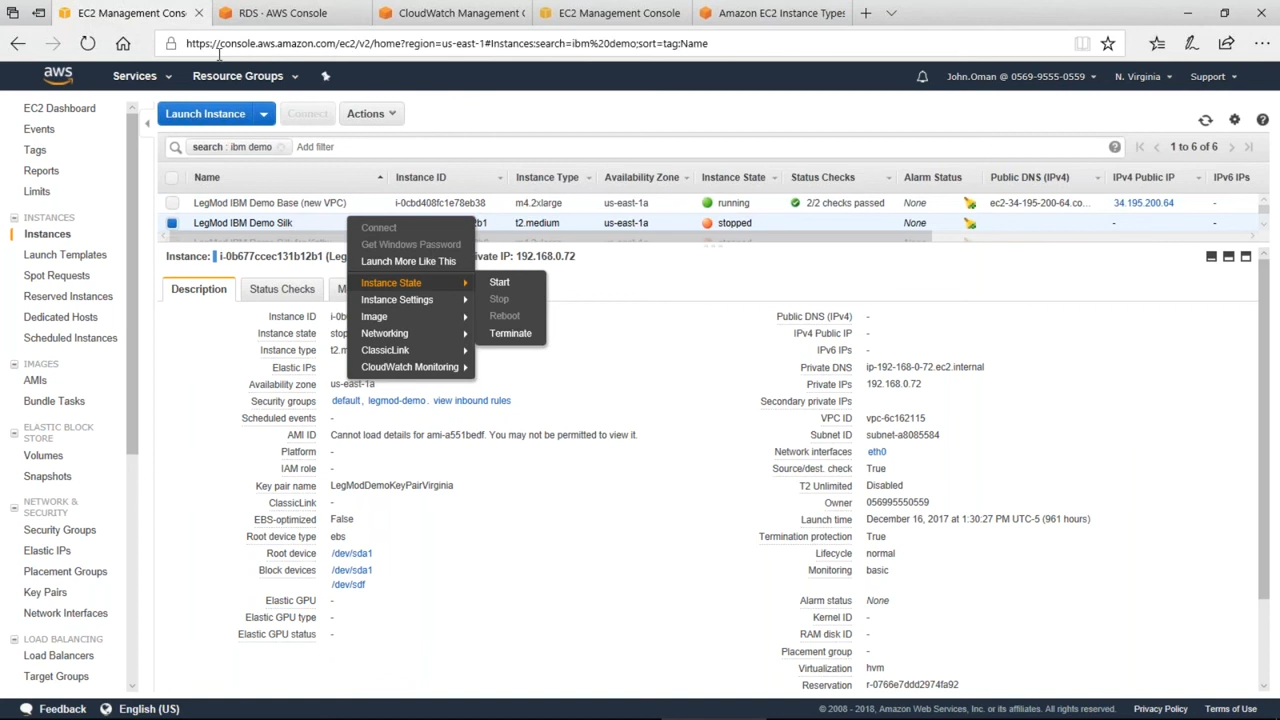 EC2 Management Cons
RDS · AWS Console
CloudWatch Management C
EC2 Management Console
Amazon EC2 Instance Types
https://console.aws.amazon.com/ec2/v2/home?region=us-east-1#Instances:search=ibm%20demo;sort=tag:Name
aws
Services
Resource Groups
John.Oman @ 0569-9555-0559
N. Virginia
Support
EC2 Dashboard
Events
Tags
Reports
Limits
INSTANCES
Instances
Launch Templates
Spot Requests
Reserved Instances
Dedicated Hosts
Scheduled Instances
IMAGES
AMIs
Bundle Tasks
ELASTIC BLOCK
STORE
Volumes
Snapshots
NETWORK &
SECURITY
Security Groups
Elastic IPs
Placement Groups
Key Pairs
Network Interfaces
LOAD BALANCING
Load Balancers
Target Groups
Launch Instance
Connect
Actions
search : ibm demo
Add filter
1 to 6 of 6
Name Instance ID Instance Type Availability Zone Instance State Status Checks Alarm Status Public DNS (IPv4) IPv4 Public IP IPv6 IPs
LegMod IBM Demo Base (new VPC) i-0cbd408fc1e78eb38 m4.2xlarge us-east-1a running 2/2 checks passed None ec2-34-195-200-64.co... 34.195.200.64 -
LegMod IBM Demo Silk 2b1 t2.medium us-east-1a stopped None - -
Instance: i-0b677ccec131b12b1 (Leg ivate IP: 192.168.0.72
Connect
Get Windows Password
Launch More Like This
Instance State
Instance Settings
Image
Networking
ClassicLink
CloudWatch Monitoring
Start
Stop
Reboot
Terminate
Description
Status Checks
M
Instance ID i-0b
Instance state stop
Instance type t2.m
Elastic IPs
Availability zone us-east-1a
Security groups default, legmod-demo. view inbound rules
Scheduled events -
AMI ID Cannot load details for ami-a551bedf. You may not be permitted to view it.
Platform -
IAM role -
Key pair name LegModDemoKeyPairVirginia
ClassicLink -
EBS-optimized False
Root device type ebs
Root device /dev/sda1
Block devices /dev/sda1
/dev/sdf
Elastic GPU -
Elastic GPU type -
Elastic GPU status -
Public DNS (IPv4) -
IPv4 Public IP -
IPv6 IPs -
Private DNS ip-192-168-0-72.ec2.internal
Private IPs 192.168.0.72
Secondary private IPs
VPC ID vpc-6c162115
Subnet ID subnet-a8085584
Network interfaces eth0
Source/dest. check True
T2 Unlimited Disabled
Owner 056995550559
Launch time December 16, 2017 at 1:30:27 PM UTC-5 (961 hours)
Termination protection True
Lifecycle normal
Monitoring basic
Alarm status None
Kernel ID -
RAM disk ID -
Placement group -
Virtualization hvm
Reservation r-0766e7ddd2974fa92
Feedback
English (US)
© 2008 - 2018, Amazon Web Services, Inc. or its affiliates. All rights reserved.
Privacy Policy
Terms of Use